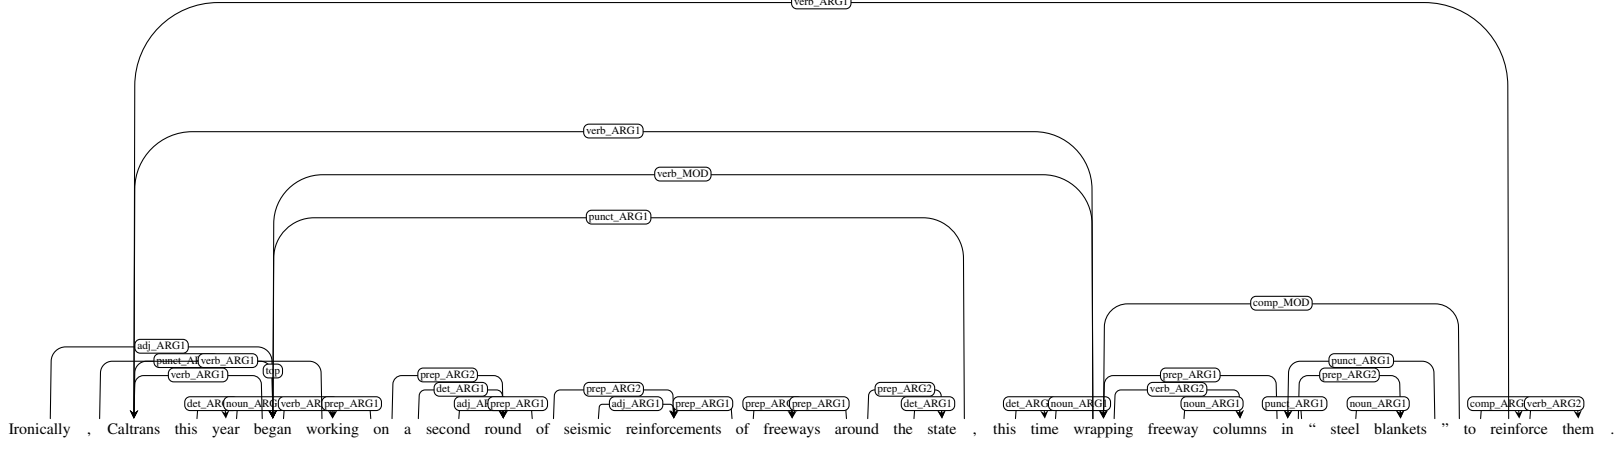 verb_ARG1
verb_ARG1
verb_MOD
punct_ARG1
comp_MOD
adj_ARG1
verb_ARG1 punct_ARG1
top
verb_ARG1 prep_ARG2 prep_ARG1 prep_ARG2
det_ARG1 prep_ARG2 prep_ARG2 verb_ARG2
prep_ARG1 prep_ARG1 adj_ARG1 prep_ARG1 prep_ARG1 det_ARG1 noun_ARG1 punct_ARG1 noun_ARG1 verb_ARG2
Ironically , Caltrans this year began working on a second round of seismic reinforcements of freeways around the state , this time wrapping freeway columns in “ steel blankets ” to reinforce them .